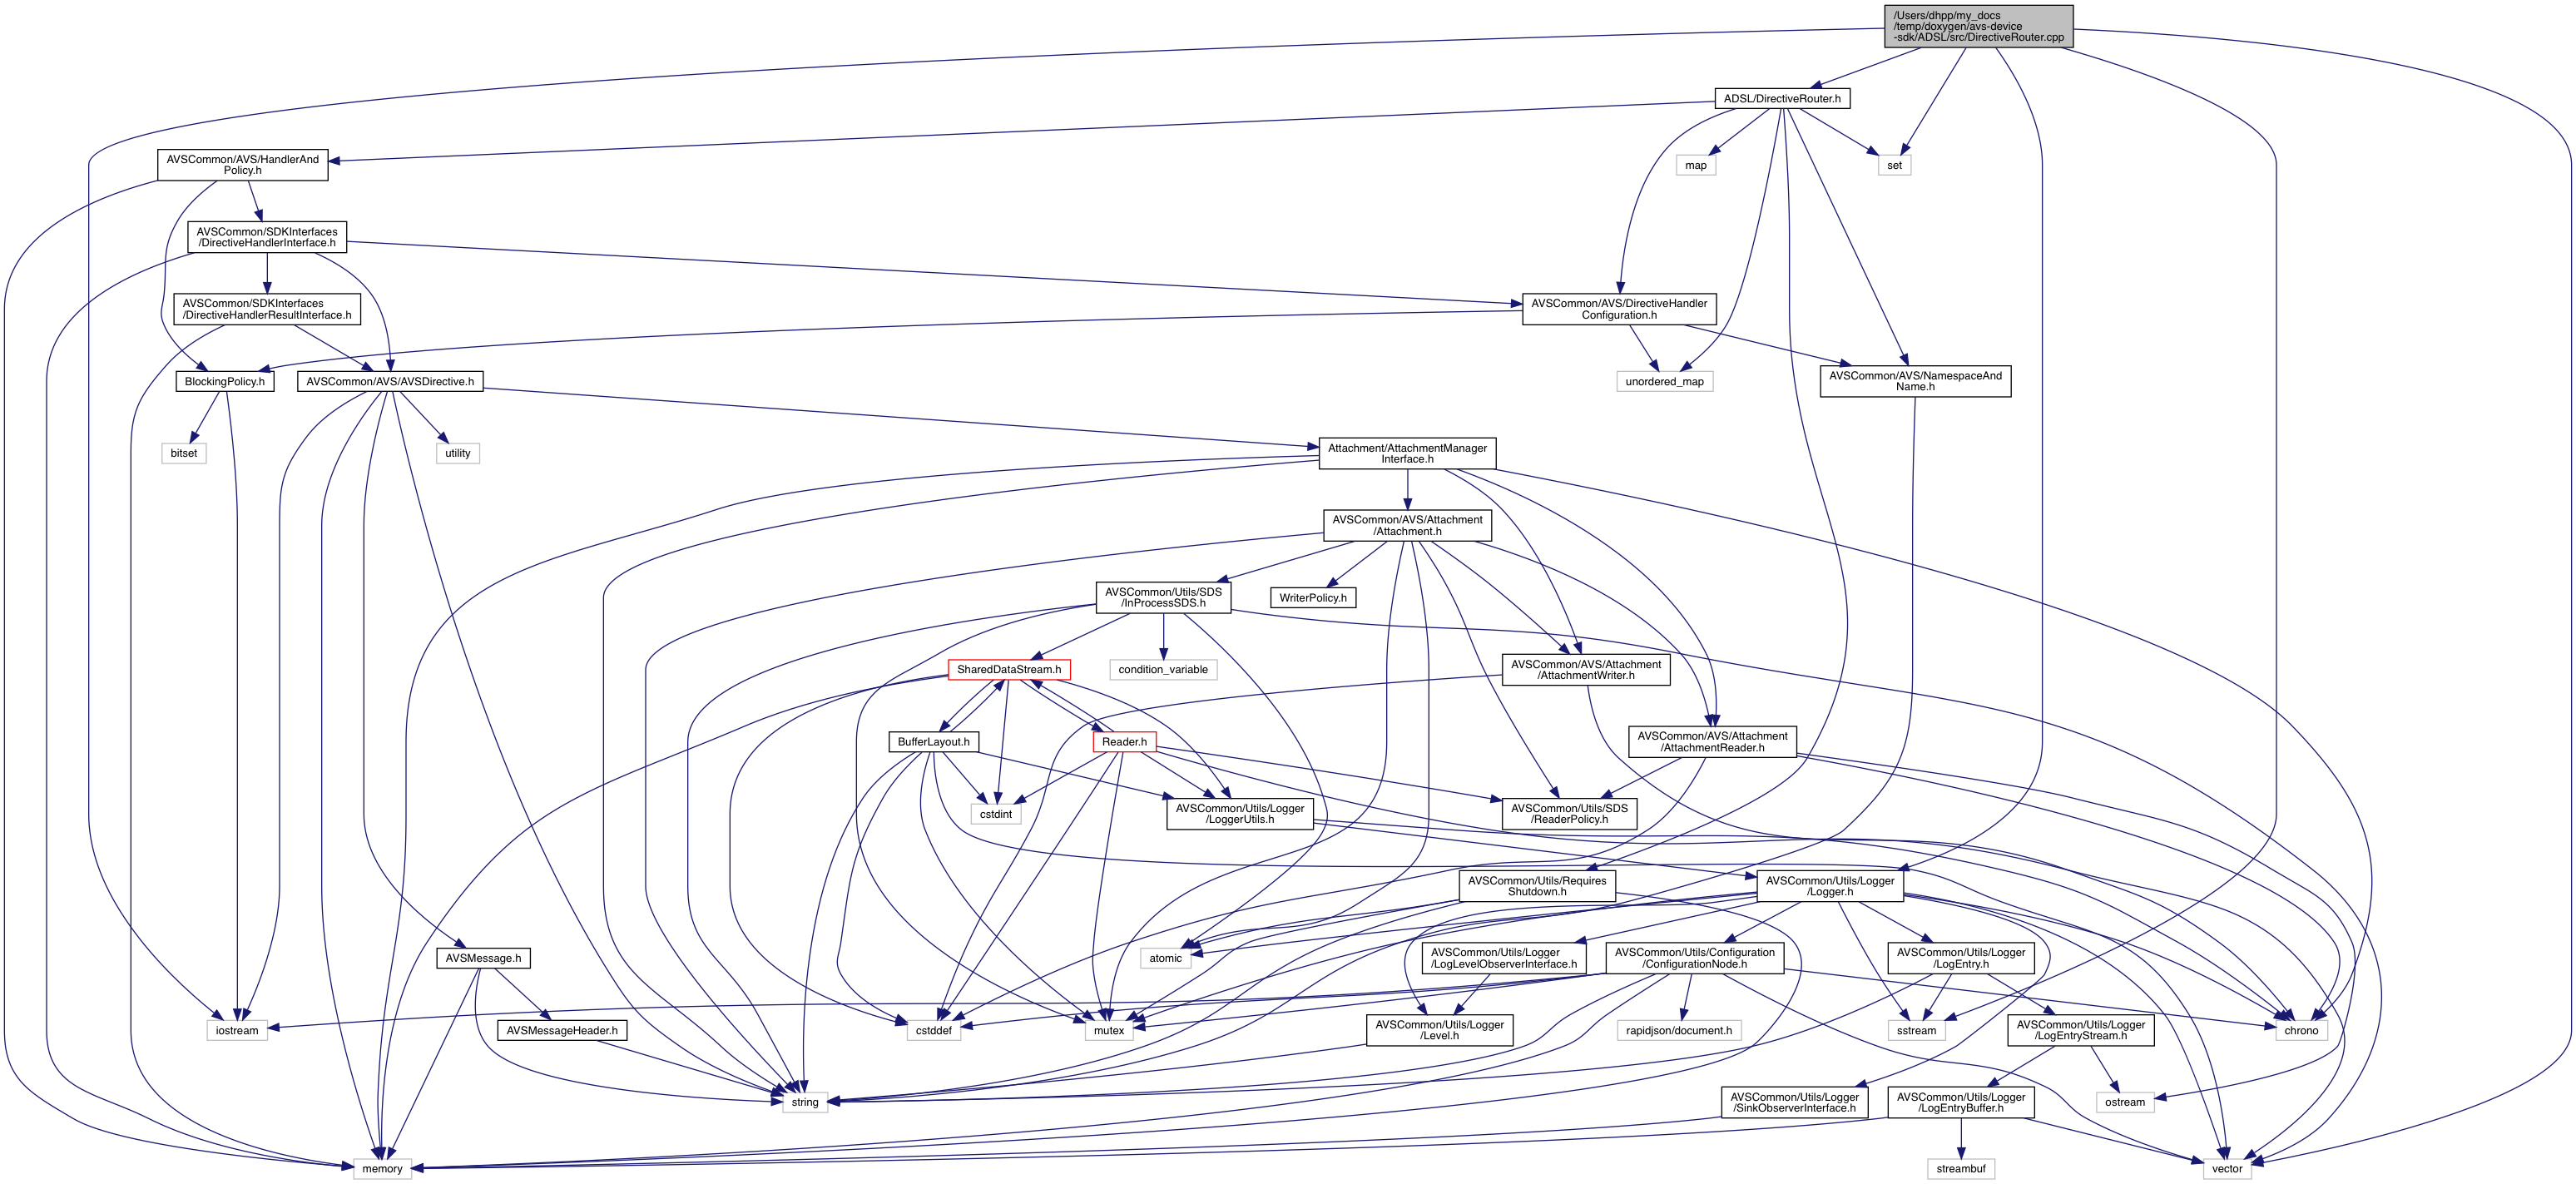 /Users/dhpp/my_docs
/temp/doxygen/avs-device
-sdk/ADSL/src/DirectiveRouter.cpp
ADSL/DirectiveRouter.h
AVSCommon/AVS/HandlerAnd
Policy.h
map
set
AVSCommon/SDKInterfaces
/DirectiveHandlerInterface.h
AVSCommon/SDKInterfaces
/DirectiveHandlerResultInterface.h
AVSCommon/AVS/DirectiveHandler
Configuration.h
BlockingPolicy.h
AVSCommon/AVS/AVSDirective.h
unordered_map
AVSCommon/AVS/NamespaceAnd
Name.h
bitset
utility
Attachment/AttachmentManager
Interface.h
AVSCommon/AVS/Attachment
/Attachment.h
AVSCommon/Utils/SDS
/InProcessSDS.h
WriterPolicy.h
SharedDataStream.h
condition_variable
AVSCommon/AVS/Attachment
/AttachmentWriter.h
BufferLayout.h
Reader.h
AVSCommon/AVS/Attachment
/AttachmentReader.h
cstdint
AVSCommon/Utils/Logger
/LoggerUtils.h
AVSCommon/Utils/SDS
/ReaderPolicy.h
AVSCommon/Utils/Requires
Shutdown.h
AVSCommon/Utils/Logger
/Logger.h
AVSMessage.h
atomic
AVSCommon/Utils/Logger
/LogLevelObserverInterface.h
AVSCommon/Utils/Configuration
/ConfigurationNode.h
AVSCommon/Utils/Logger
/LogEntry.h
iostream
AVSMessageHeader.h
cstddef
mutex
AVSCommon/Utils/Logger
/Level.h
rapidjson/document.h
sstream
AVSCommon/Utils/Logger
/LogEntryStream.h
chrono
string
AVSCommon/Utils/Logger
/SinkObserverInterface.h
AVSCommon/Utils/Logger
/LogEntryBuffer.h
ostream
memory
streambuf
vector